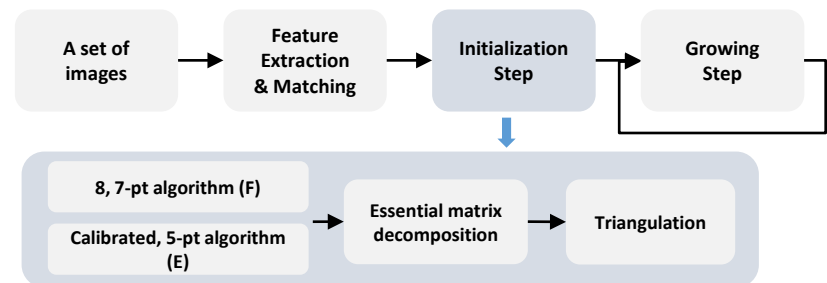 A set of
images
Feature
Extraction
& Matching
Initialization
Step
Growing
Step
8, 7-pt algorithm (F)
Calibrated, 5-pt algorithm
(E)
Essential matrix
decomposition
Triangulation